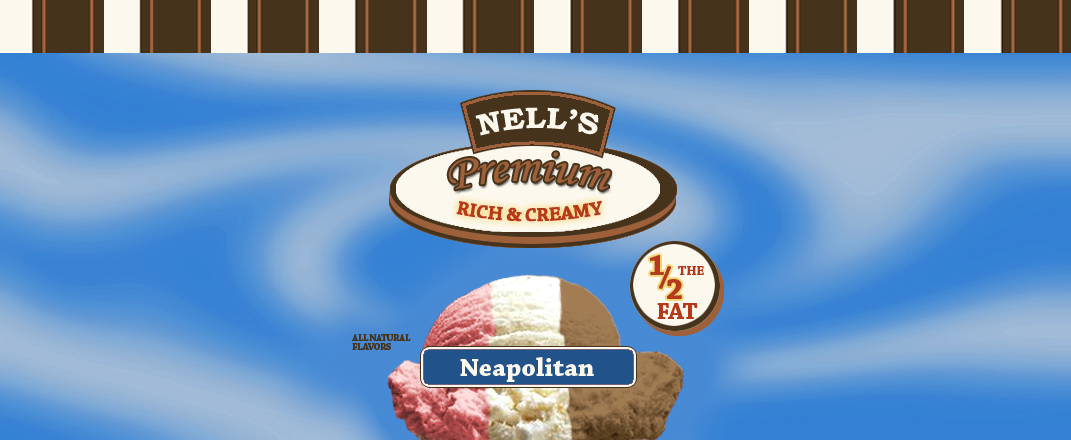 NELL'S
Premium
RICH & CREAMY
1/2 THE
FAT
ALL NATURAL
FLAVORS
Neapolitan